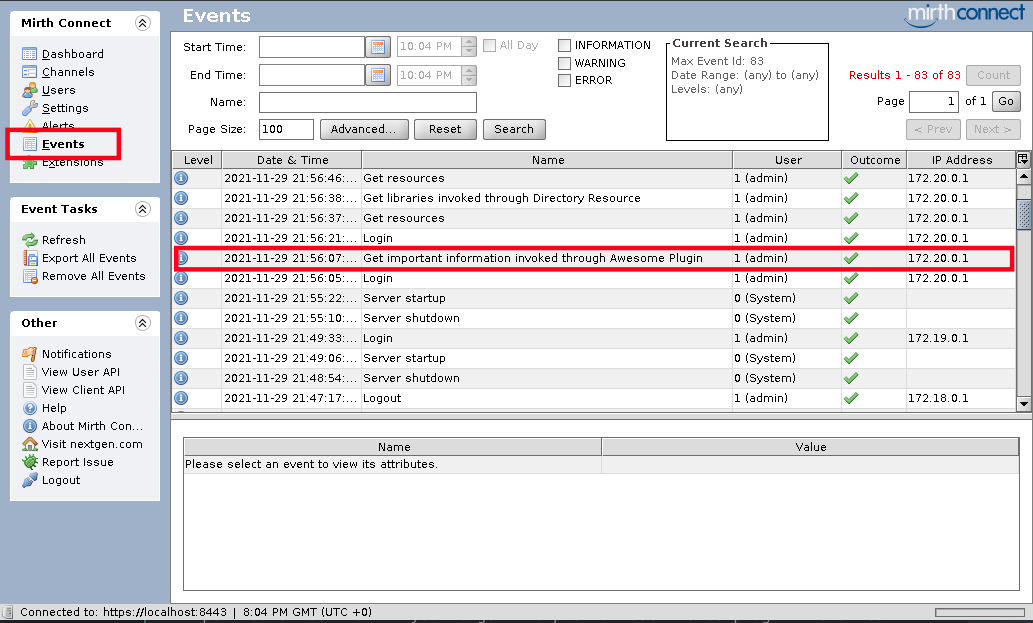 Mirth Connect
Dashboard
Channels
Users
Settings
Alerts
Events
Extensions
Event Tasks
Refresh
Export All Events
Remove All Events
Other
Notifications
View User API
View Client API
Help
About Mirth Con...
Visit nextgen.com
Report Issue
Logout
Events
mirthconnect
Start Time: 10:04 PM All Day
End Time: 10:04 PM
Name:
Page Size: 100 Advanced... Reset Search
INFORMATION
WARNING
ERROR
Current Search
Max Event Id: 83
Date Range: (any) to (any)
Levels: (any)
Results 1 - 83 of 83 Count
Page 1 of 1 Go
< Prev Next >
Level Date & Time Name User Outcome IP Address
2021-11-29 21:56:46:... Get resources 1 (admin) 172.20.0.1
2021-11-29 21:56:38:... Get libraries invoked through Directory Resource 1 (admin) 172.20.0.1
2021-11-29 21:56:37:... Get resources 1 (admin) 172.20.0.1
2021-11-29 21:56:21:... Login 1 (admin) 172.20.0.1
2021-11-29 21:56:07:... Get important information invoked through Awesome Plugin 1 (admin) 172.20.0.1
2021-11-29 21:56:05:... Login 1 (admin) 172.20.0.1
2021-11-29 21:55:22:... Server startup 0 (System)
2021-11-29 21:55:10:... Server shutdown 0 (System)
2021-11-29 21:49:33:... Login 1 (admin) 172.19.0.1
2021-11-29 21:49:06:... Server startup 0 (System)
2021-11-29 21:48:54:... Server shutdown 0 (System)
2021-11-29 21:47:17:... Logout 1 (admin) 172.18.0.1
Name Value
Please select an event to view its attributes.
Connected to: https://localhost:8443 | 8:04 PM GMT (UTC +0)